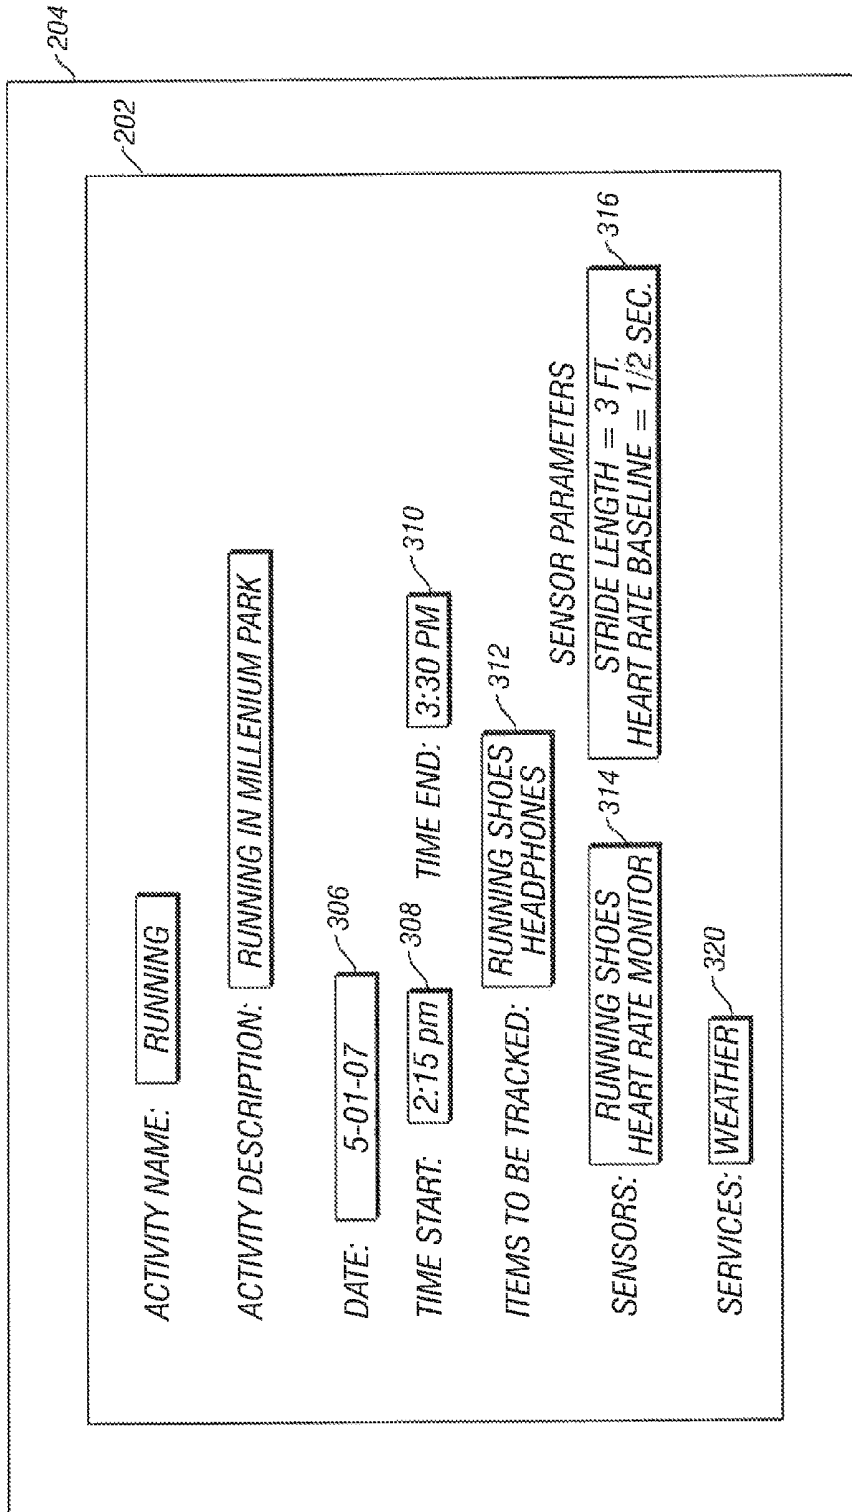 204
202
ACTIVITY NAME: RUNNING
ACTIVITY DESCRIPTION: RUNNING IN MILLENIUM PARK
306
DATE: 5-01-07
308
310
TIME START: 2:15 pm TIME END: 3:30 PM
312
ITEMS TO BE TRACKED: RUNNING SHOES
HEADPHONES
SENSOR PARAMETERS
314
316
SENSORS: RUNNING SHOES
HEART RATE MONITOR
STRIDE LENGTH = 3 FT.
HEART RATE BASELINE = 1/2 SEC.
320
SERVICES: WEATHER